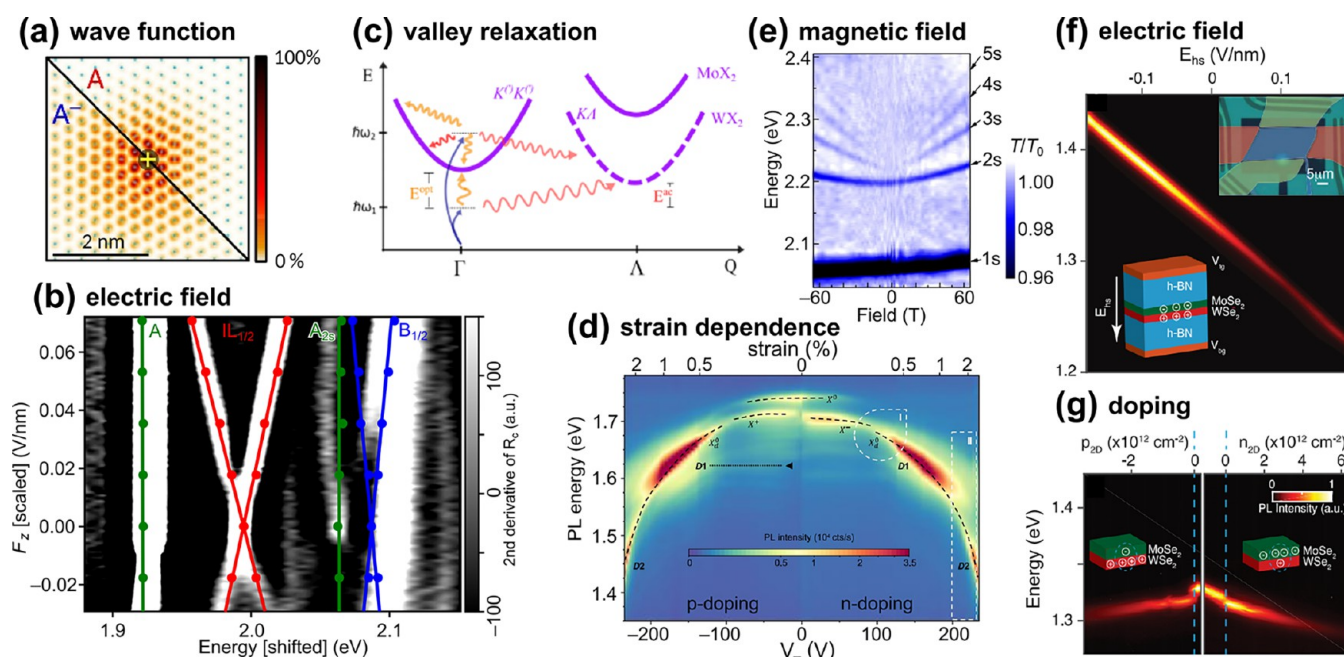 (a) wave function
A
A⁻
2 nm
100%
0 %
(b) electric field
A
IL1/2
A2s
B1/2
Fz [scaled] (V/nm)
0.06
0.04
0.02
0.00
−0.02
1.9
2.0
2.1
Energy [shifted] (eV)
100
0
−100
2nd derivative of Rc (a.u.)
(c) valley relaxation
E
ħω2
ħω1
K(′)K(′)
MoX2
KΛ
WX2
Eopt
Eac
Γ
Λ
Q
(d) strain dependence
strain (%)
2 1 0.5 0 0.5 1 2
PL energy (eV)
1.7
1.6
1.5
1.4
X⁰
X⁺
D1
D1
I
II
PL intensity (10⁴ cts/s)
0 0.5 1 2 3.5
D2
D2
p-doping
n-doping
−200 −100 0 100 200
(e) magnetic field
Energy (eV)
2.4
2.3
2.2
2.1
5s
4s
3s
2s
1s
T/T0
1.00
0.98
0.96
−60 0 60
Field (T)
(f) electric field
Ehs (V/nm)
-0.1 0 0.1
1.4
1.3
1.2
5μm
Ehs
Vtg
h-BN
MoSe2
WSe2
h-BN
Vbg
(g) doping
p2D (x10¹² cm⁻²)
n2D (x10¹² cm⁻²)
-2 0 0 2 4 6
0 1
PL Intensity (a.u.)
Energy (eV)
1.4
1.3
MoSe2
WSe2
MoSe2
WSe2